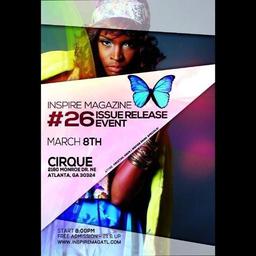 INSPIRE MAGAZINE
#26 ISSUE RELEASE
EVENT
MARCH 8TH
CIRQUE
2160 MONROE DR. NE
ATLANTA, GA 30324
START 8:00PM
FREE ADMISSION - 21 & UP
WWW.INSPIREMAGATL.COM